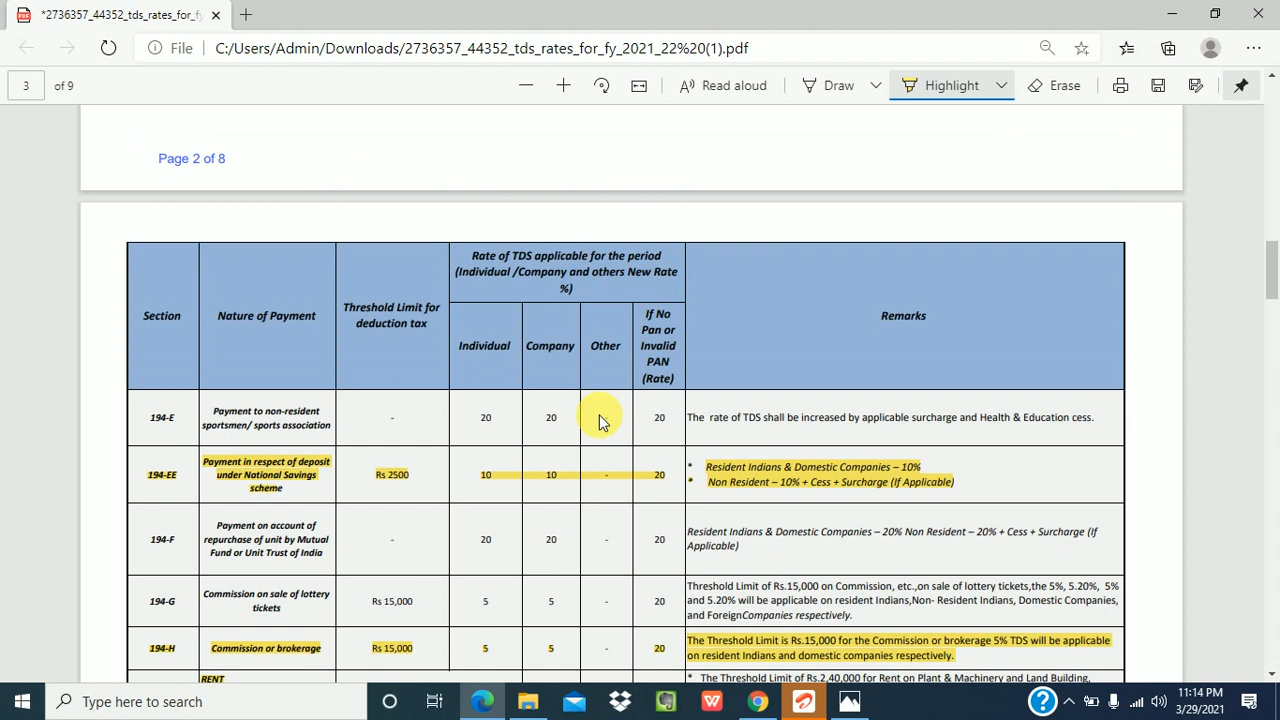 *2736357_44352_tds_rates_for_f
File
C:/Users/Admin/Downloads/2736357_44352_tds_rates_for_fy_2021_22%20(1).pdf
3 of 9
Read aloud
Draw
Highlight
Erase
Page 2 of 8
Section
Nature of Payment
Threshold Limit for
deduction tax
Rate of TDS applicable for the period
(Individual /Company and others New Rate
%)
Individual
Company
Other
If No
Pan or
Invalid
PAN
(Rate)
Remarks
194-E
Payment to non-resident
sportsmen/ sports association
-
20
20
-
20
The rate of TDS shall be increased by applicable surcharge and Health & Education cess.
194-EE
Payment in respect of deposit
under National Savings
scheme
Rs 2500
10
10
-
20
* Resident Indians & Domestic Companies – 10%
* Non Resident – 10% + Cess + Surcharge (If Applicable)
194-F
Payment on account of
repurchase of unit by Mutual
Fund or Unit Trust of India
-
20
20
-
20
Resident Indians & Domestic Companies – 20% Non Resident – 20% + Cess + Surcharge (If
Applicable)
194-G
Commission on sale of lottery
tickets
Rs 15,000
5
5
-
20
Threshold Limit of Rs.15,000 on Commission, etc.,on sale of lottery tickets,the 5%, 5.20%, 5%
and 5.20% will be applicable on resident Indians,Non- Resident Indians, Domestic Companies,
and ForeignCompanies respectively.
194-H
Commission or brokerage
Rs 15,000
5
5
-
20
The Threshold Limit is Rs.15,000 for the Commission or brokerage 5% TDS will be applicable
on resident Indians and domestic companies respectively.
RENT
* The Threshold Limit of Rs.2,40,000 for Rent on Plant & Machinery and Land Building,
Type here to search
11:14 PM
3/29/2021